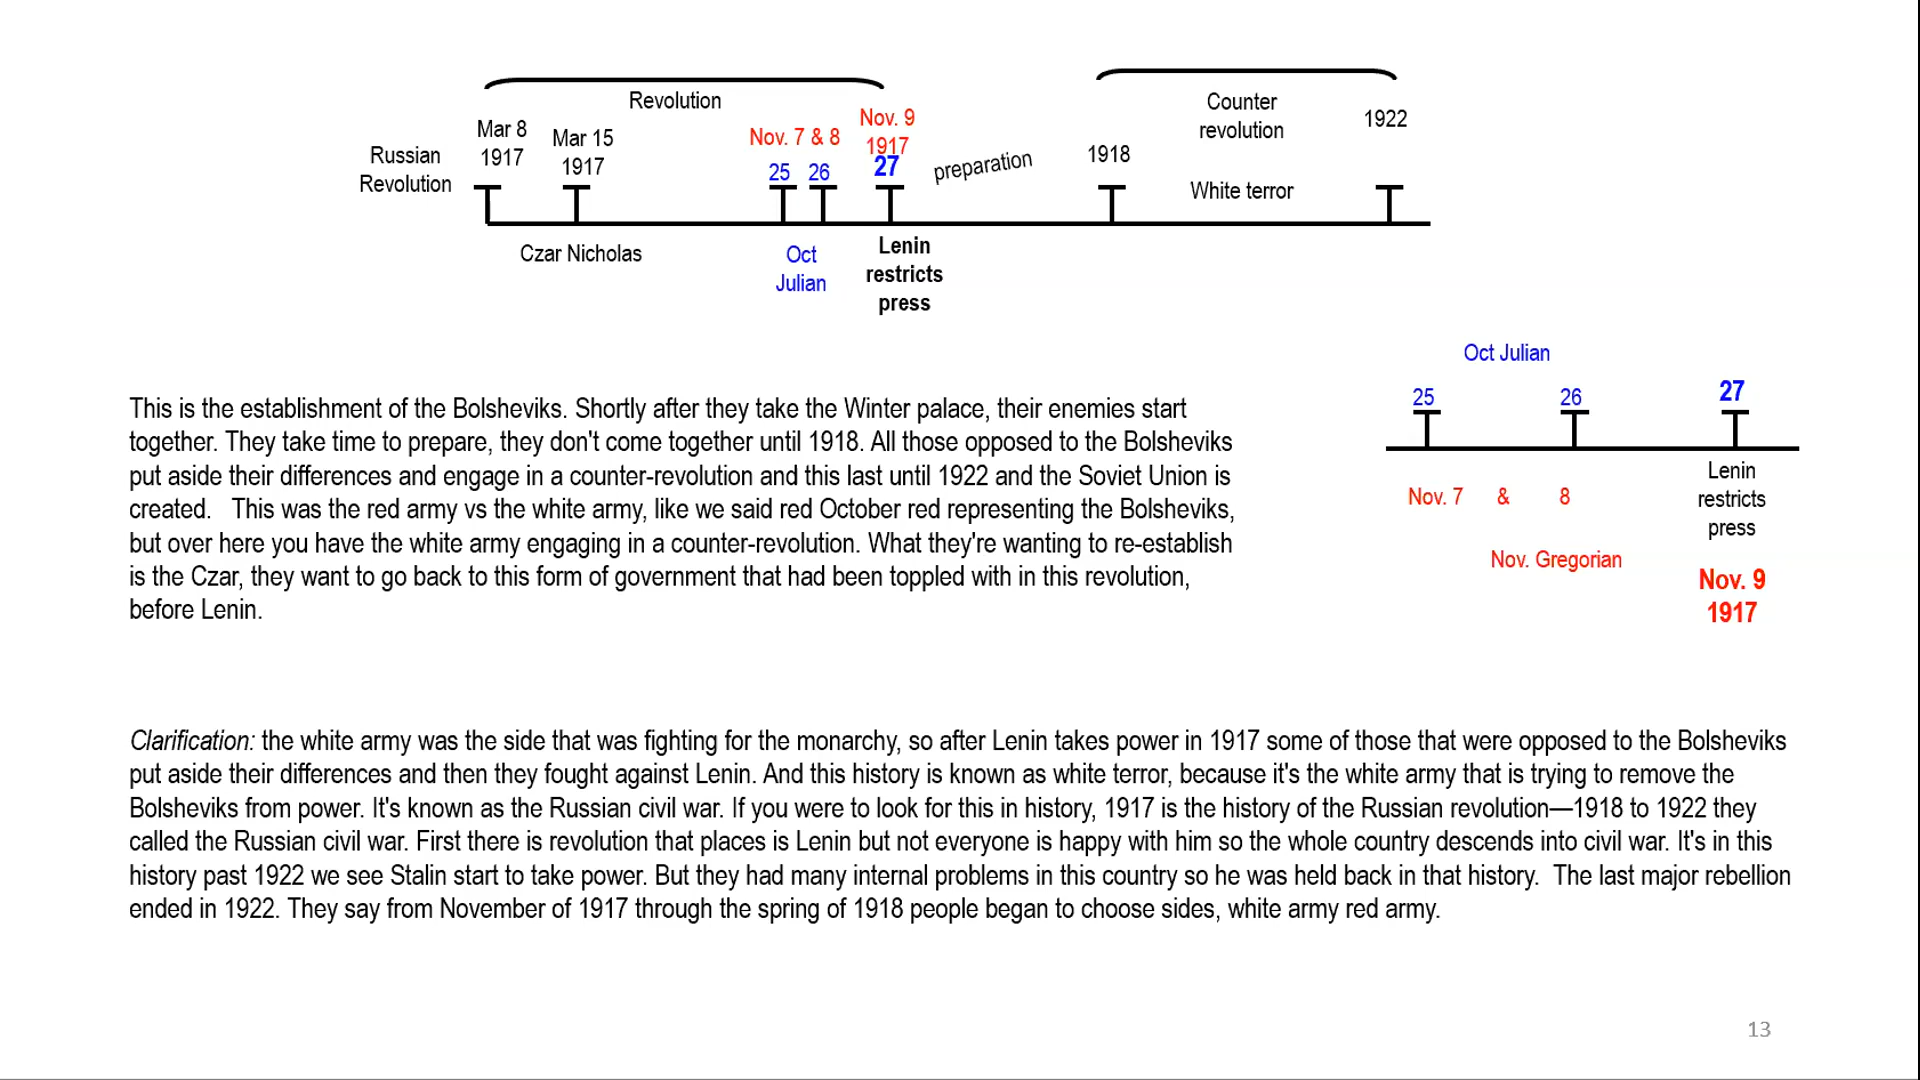 Revolution
Counter
revolution
Nov. 9
1917
1922
Mar 8
1917
Mar 15
1917
Nov. 7 & 8
Russian
Revolution
25 26
27
preparation
1918
White terror
Czar Nicholas
Oct
Julian
Lenin
restricts
press
Oct Julian
25
26
27
Lenin
restricts
press
Nov. 7 & 8
Nov. Gregorian
Nov. 9
1917
This is the establishment of the Bolsheviks. Shortly after they take the Winter palace, their enemies start
together. They take time to prepare, they don't come together until 1918. All those opposed to the Bolsheviks
put aside their differences and engage in a counter-revolution and this last until 1922 and the Soviet Union is
created. This was the red army vs the white army, like we said red October red representing the Bolsheviks,
but over here you have the white army engaging in a counter-revolution. What they're wanting to re-establish
is the Czar, they want to go back to this form of government that had been toppled with in this revolution,
before Lenin.
Clarification: the white army was the side that was fighting for the monarchy, so after Lenin takes power in 1917 some of those that were opposed to the Bolsheviks
put aside their differences and then they fought against Lenin. And this history is known as white terror, because it's the white army that is trying to remove the
Bolsheviks from power. It's known as the Russian civil war. If you were to look for this in history, 1917 is the history of the Russian revolution—1918 to 1922 they
called the Russian civil war. First there is revolution that places is Lenin but not everyone is happy with him so the whole country descends into civil war. It's in this
history past 1922 we see Stalin start to take power. But they had many internal problems in this country so he was held back in that history. The last major rebellion
ended in 1922. They say from November of 1917 through the spring of 1918 people began to choose sides, white army red army.
13